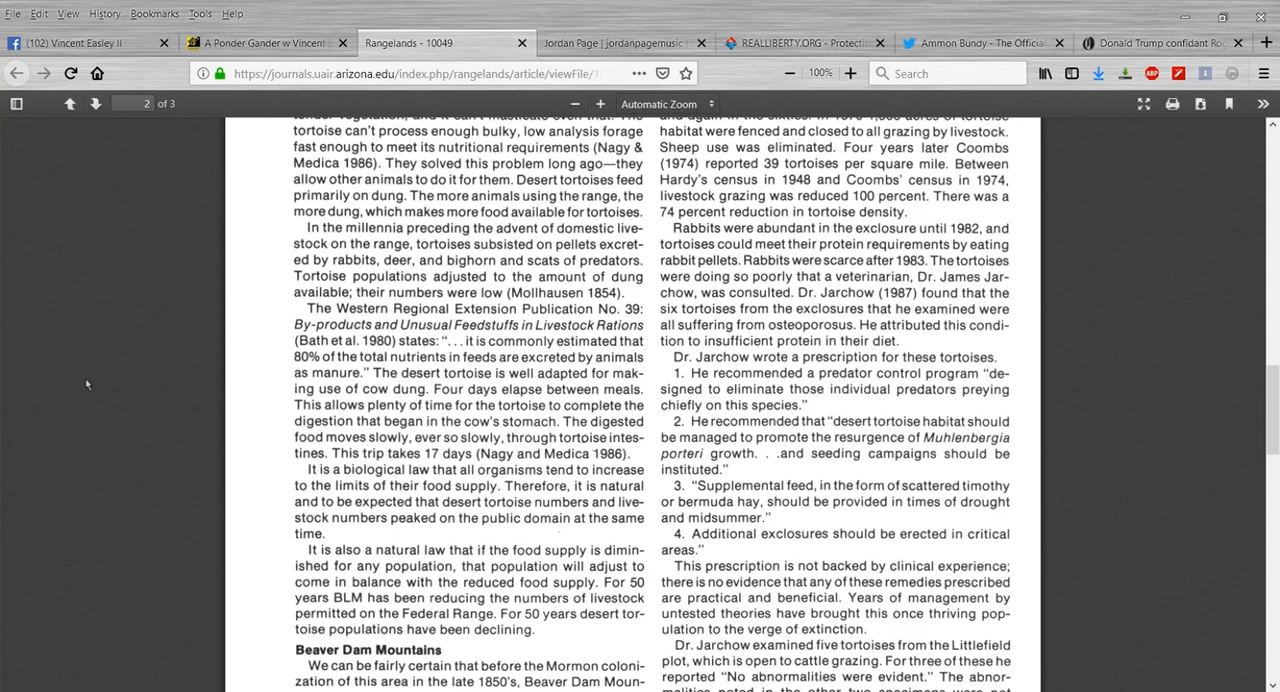 File Edit View History Bookmarks Tools Help
(102) Vincent Easley II
A Ponder Gander w Vincent
Rangelands - 10049
Jordan Page | jordanpagemusic
REALLIBERTY.ORG - Protectin
Ammon Bundy - The Official
Donald Trump confidant Rog
https://journals.uair.arizona.edu/index.php/rangelands/article/viewFile/1
100%
Search
ABP
2 of 3
Automatic Zoom
tortoise can't process enough bulky, low analysis forage
fast enough to meet its nutritional requirements (Nagy &
Medica 1986). They solved this problem long ago—they
allow other animals to do it for them. Desert tortoises feed
primarily on dung. The more animals using the range, the
more dung, which makes more food available for tortoises.
In the millennia preceding the advent of domestic live-
stock on the range, tortoises subsisted on pellets excret-
ed by rabbits, deer, and bighorn and scats of predators.
Tortoise populations adjusted to the amount of dung
available; their numbers were low (Mollhausen 1854).
The Western Regional Extension Publication No. 39:
By-products and Unusual Feedstuffs in Livestock Rations
(Bath et al. 1980) states: “. . . it is commonly estimated that
80% of the total nutrients in feeds are excreted by animals
as manure.” The desert tortoise is well adapted for mak-
ing use of cow dung. Four days elapse between meals.
This allows plenty of time for the tortoise to complete the
digestion that began in the cow's stomach. The digested
food moves slowly, ever so slowly, through tortoise intes-
tines. This trip takes 17 days (Nagy and Medica 1986).
It is a biological law that all organisms tend to increase
to the limits of their food supply. Therefore, it is natural
and to be expected that desert tortoise numbers and live-
stock numbers peaked on the public domain at the same
time.
It is also a natural law that if the food supply is dimin-
ished for any population, that population will adjust to
come in balance with the reduced food supply. For 50
years BLM has been reducing the numbers of livestock
permitted on the Federal Range. For 50 years desert tor-
toise populations have been declining.
Beaver Dam Mountains
We can be fairly certain that before the Mormon coloni-
zation of this area in the late 1850's, Beaver Dam Moun-
habitat were fenced and closed to all grazing by livestock.
Sheep use was eliminated. Four years later Coombs
(1974) reported 39 tortoises per square mile. Between
Hardy's census in 1948 and Coombs' census in 1974,
livestock grazing was reduced 100 percent. There was a
74 percent reduction in tortoise density.
Rabbits were abundant in the exclosure until 1982, and
tortoises could meet their protein requirements by eating
rabbit pellets. Rabbits were scarce after 1983. The tortoises
were doing so poorly that a veterinarian, Dr. James Jar-
chow, was consulted. Dr. Jarchow (1987) found that the
six tortoises from the exclosures that he examined were
all suffering from osteoporosus. He attributed this condi-
tion to insufficient protein in their diet.
Dr. Jarchow wrote a prescription for these tortoises.
1. He recommended a predator control program “de-
signed to eliminate those individual predators preying
chiefly on this species.”
2. He recommended that “desert tortoise habitat should
be managed to promote the resurgence of Muhlenbergia
porteri growth. . .and seeding campaigns should be
instituted.”
3. “Supplemental feed, in the form of scattered timothy
or bermuda hay, should be provided in times of drought
and midsummer.”
4. Additional exclosures should be erected in critical
areas.”
This prescription is not backed by clinical experience;
there is no evidence that any of these remedies prescribed
are practical and beneficial. Years of management by
untested theories have brought this once thriving pop-
ulation to the verge of extinction.
Dr. Jarchow examined five tortoises from the Littlefield
plot, which is open to cattle grazing. For three of these he
reported “No abnormalities were evident.” The abnor-